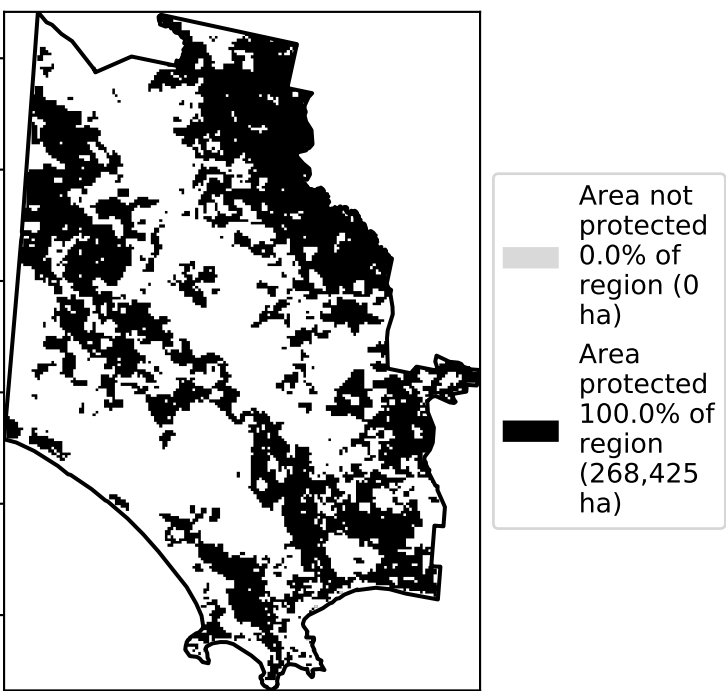 Area not
protected
0.0% of
region (0
ha)
Area
protected
100.0% of
region
(268,425
ha)